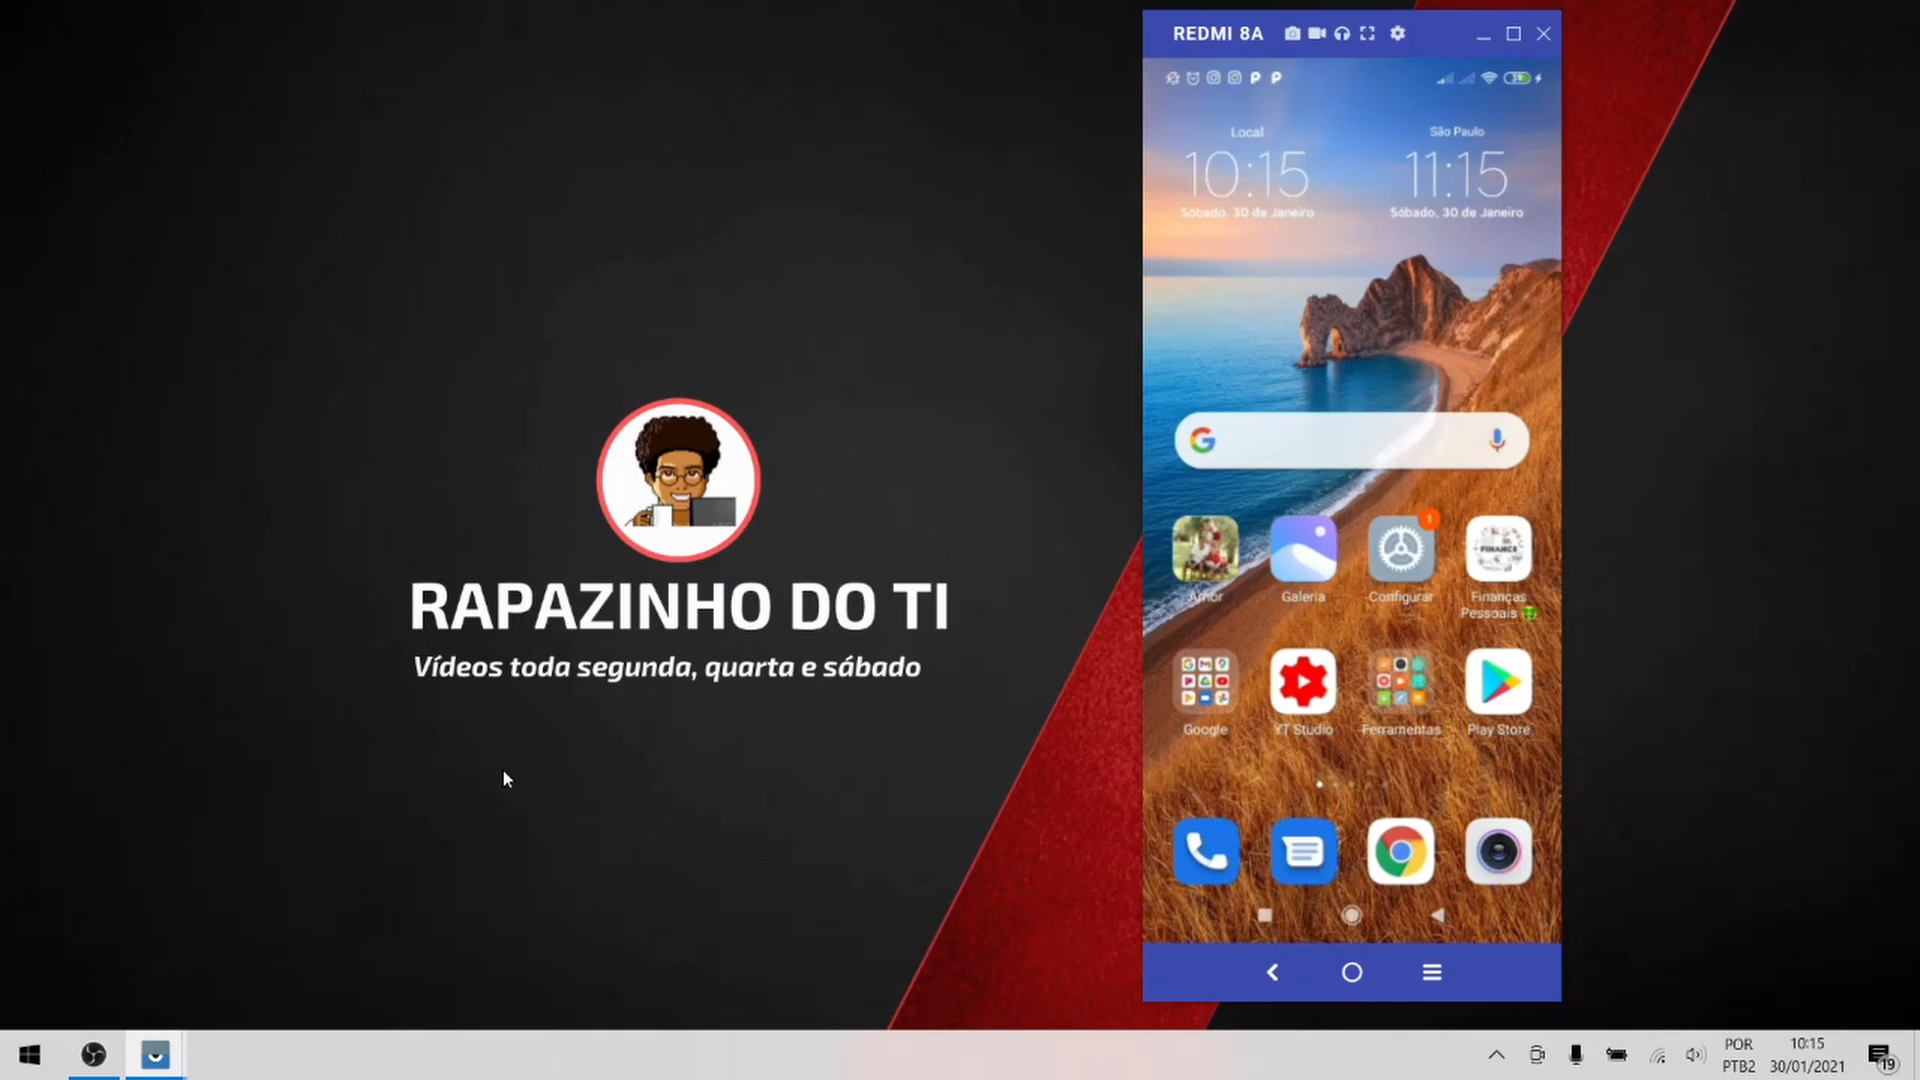 REDMI 8A
Local
São Paulo
10:15
11:15
Sábado, 30 de Janeiro
Sábado, 30 de Janeiro
RAPAZINHO DO TI
Vídeos toda segunda, quarta e sábado
1
FINANCE
Amor
Galeria
Configurar
Finanças
Pessoais
Google
YT Studio
Ferramentas
Play Store
POR
PTB2
10:15
30/01/2021
19